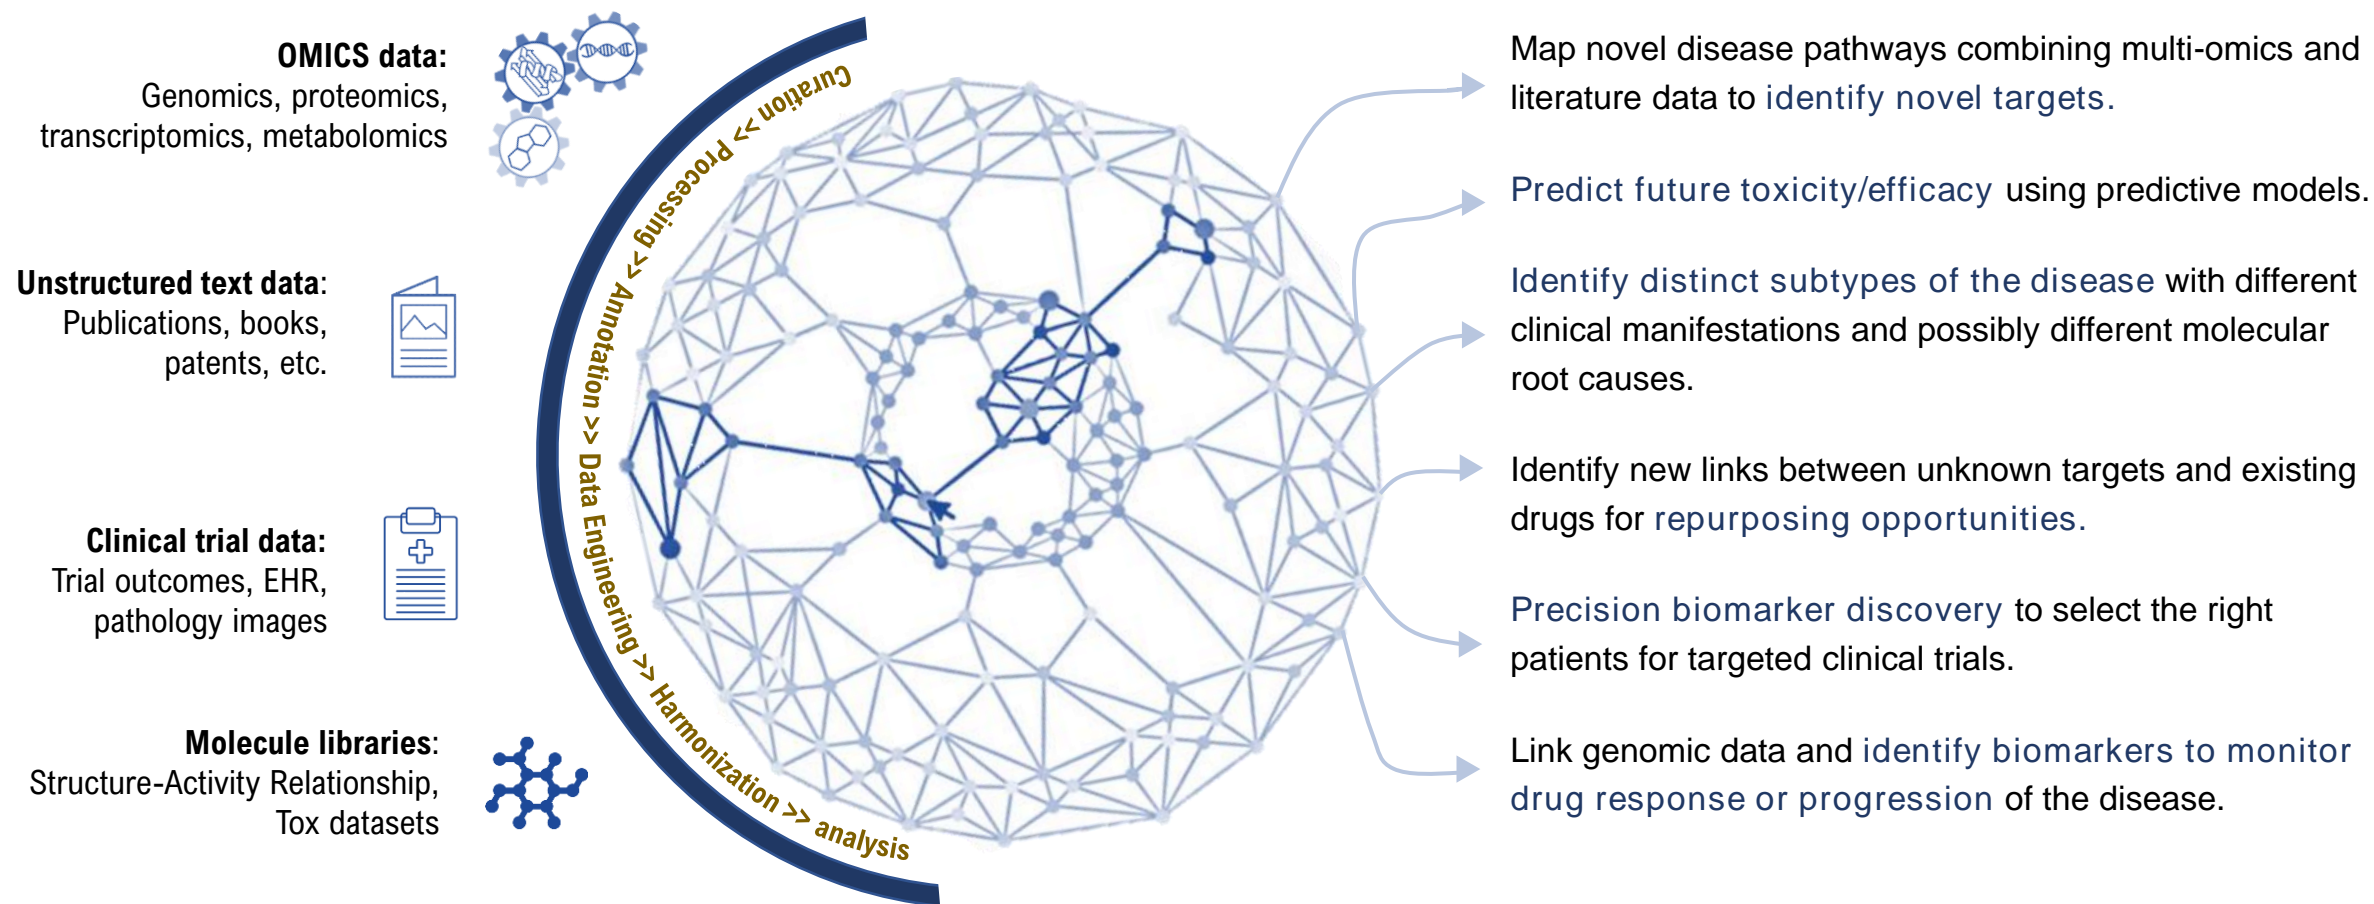 OMICS data:
Genomics, proteomics,
transcriptomics, metabolomics
Unstructured text data:
Publications, books,
patents, etc.
Clinical trial data:
Trial outcomes, EHR,
pathology images
Molecule libraries:
Structure-Activity Relationship,
Tox datasets
Curation >> Processing >> Annotation >> Data Engineering >> Harmonization >> analysis
Map novel disease pathways combining multi-omics and
literature data to identify novel targets.
Predict future toxicity/efficacy using predictive models.
Identify distinct subtypes of the disease with different
clinical manifestations and possibly different molecular
root causes.
Identify new links between unknown targets and existing
drugs for repurposing opportunities.
Precision biomarker discovery to select the right
patients for targeted clinical trials.
Link genomic data and identify biomarkers to monitor
drug response or progression of the disease.